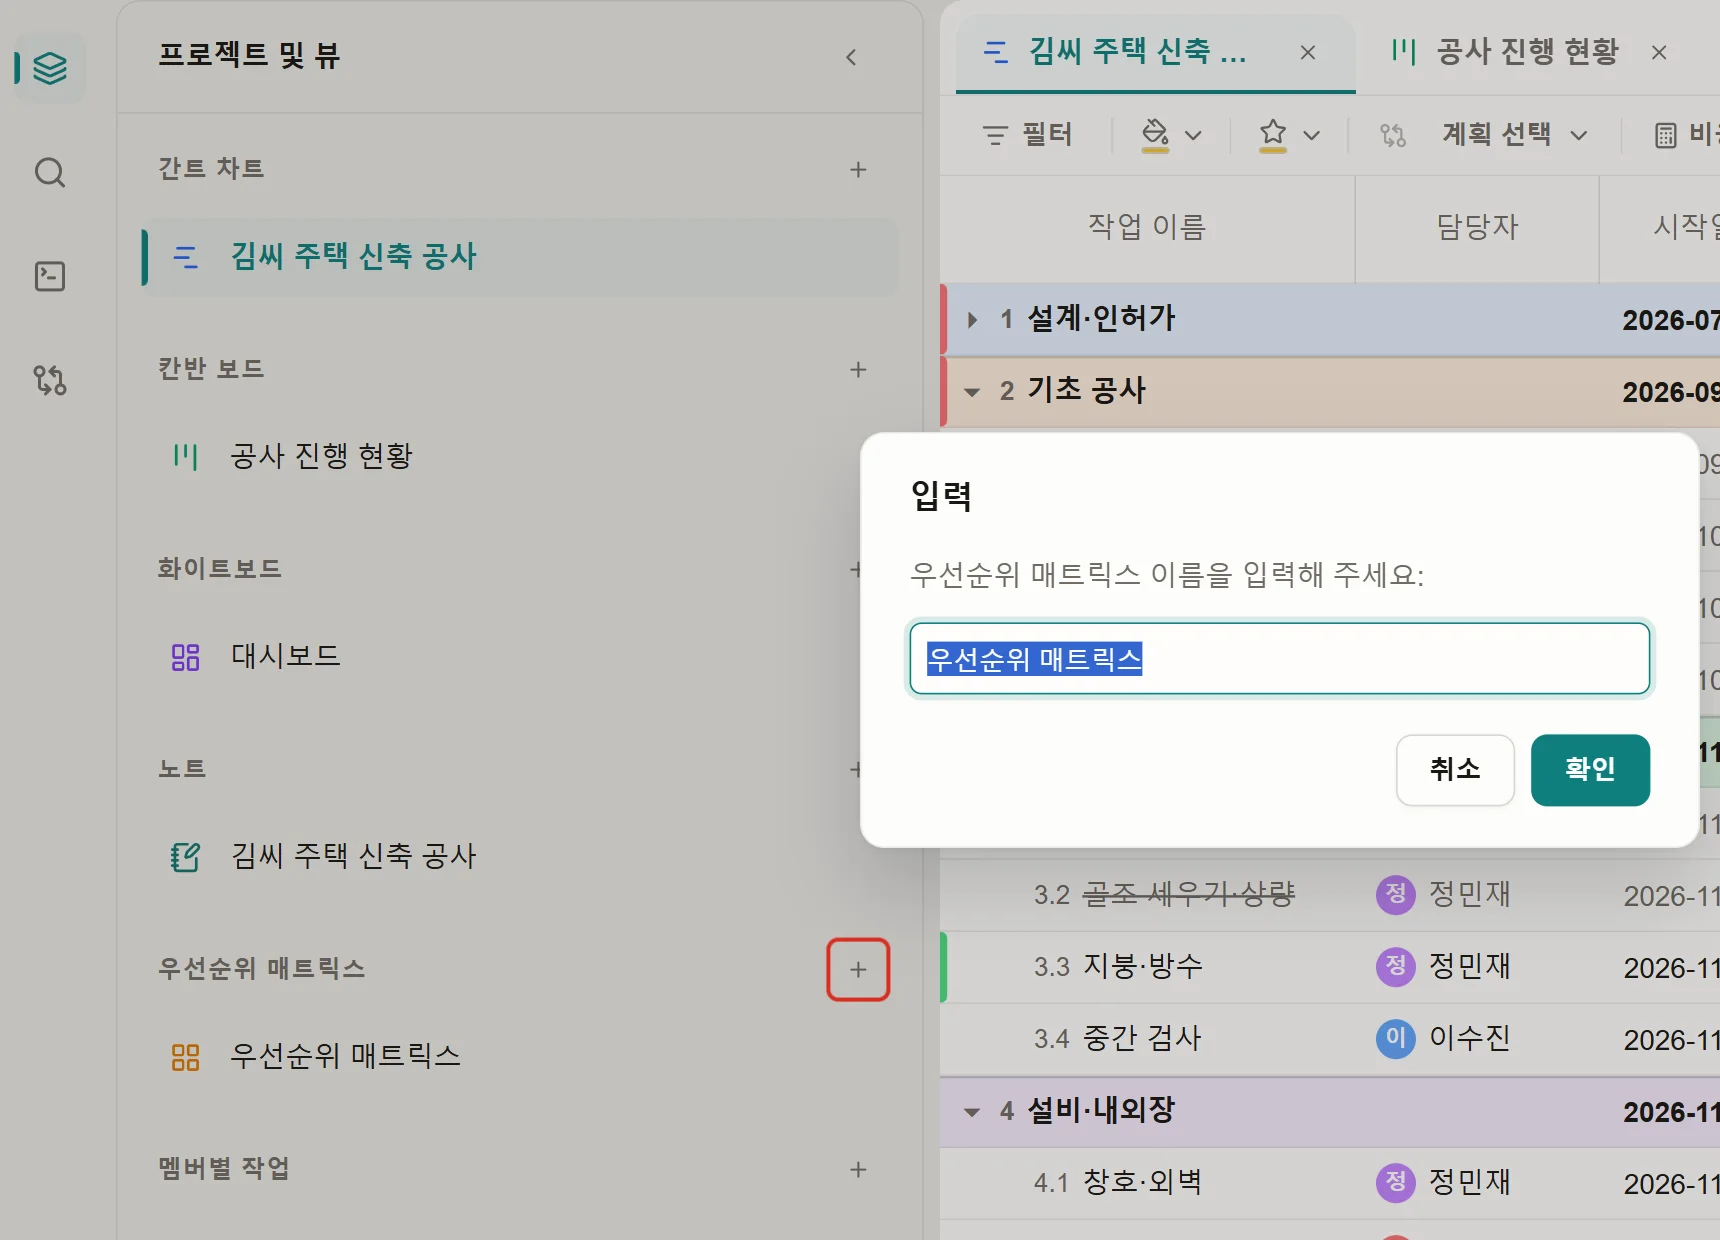 프로젝트 및 뷰
간트 차트
김씨 주택 신축 공사
칸반 보드
공사 진행 현황
화이트보드
대시보드
노트
김씨 주택 신축 공사
우선순위 매트릭스
우선순위 매트릭스
멤버별 작업
김씨 주택 신축 ...
공사 진행 현황
필터
계획 선택
작업 이름
담당자
시작일
1 설계·인허가
2026-07
2 기초 공사
2026-09
입력
우선순위 매트릭스 이름을 입력해 주세요:
우선순위 매트릭스
취소
확인
09
10
10
10
11
11
3.2 골조 세우기·상량
정 정민재
2026-11
3.3 지붕·방수
정 정민재
2026-11
3.4 중간 검사
이 이수진
2026-11
4 설비·내외장
2026-11
4.1 창호·외벽
정 정민재
2026-11